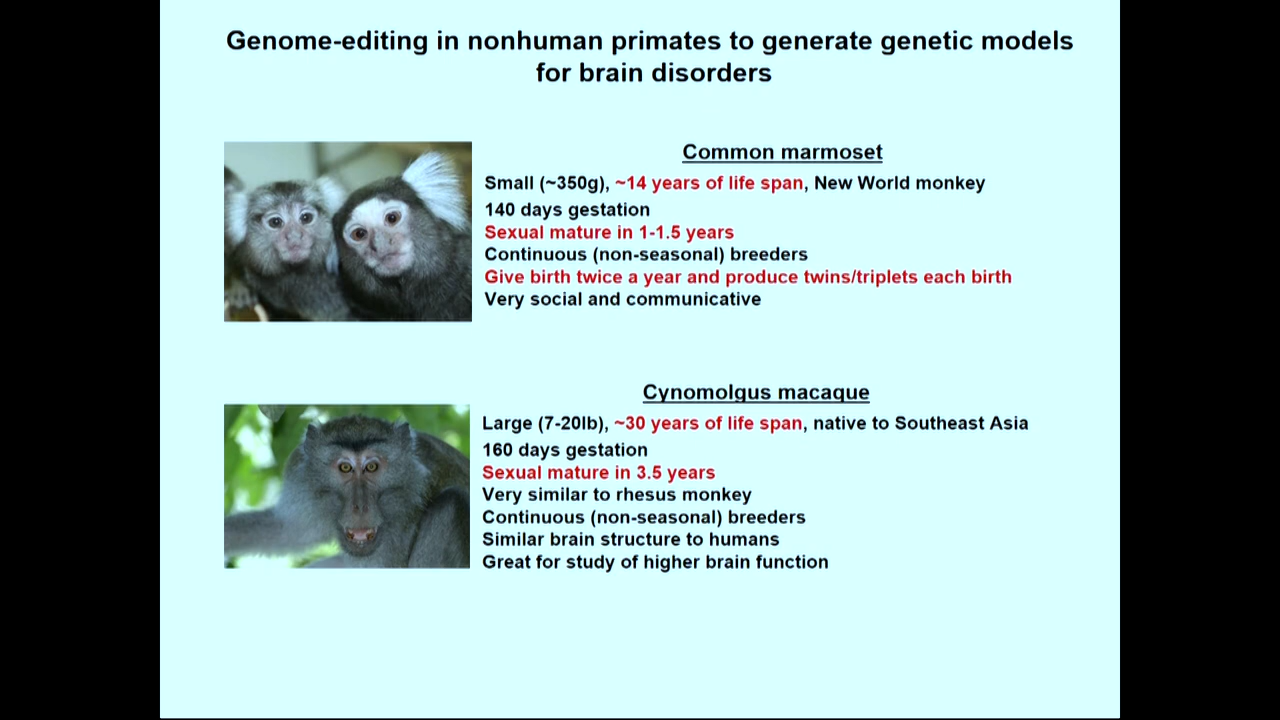 Genome-editing in nonhuman primates to generate genetic models
for brain disorders
Common marmoset
Small (~350g), ~14 years of life span, New World monkey
140 days gestation
Sexual mature in 1-1.5 years
Continuous (non-seasonal) breeders
Give birth twice a year and produce twins/triplets each birth
Very social and communicative
Cynomolgus macaque
Large (7-20lb), ~30 years of life span, native to Southeast Asia
160 days gestation
Sexual mature in 3.5 years
Very similar to rhesus monkey
Continuous (non-seasonal) breeders
Similar brain structure to humans
Great for study of higher brain function